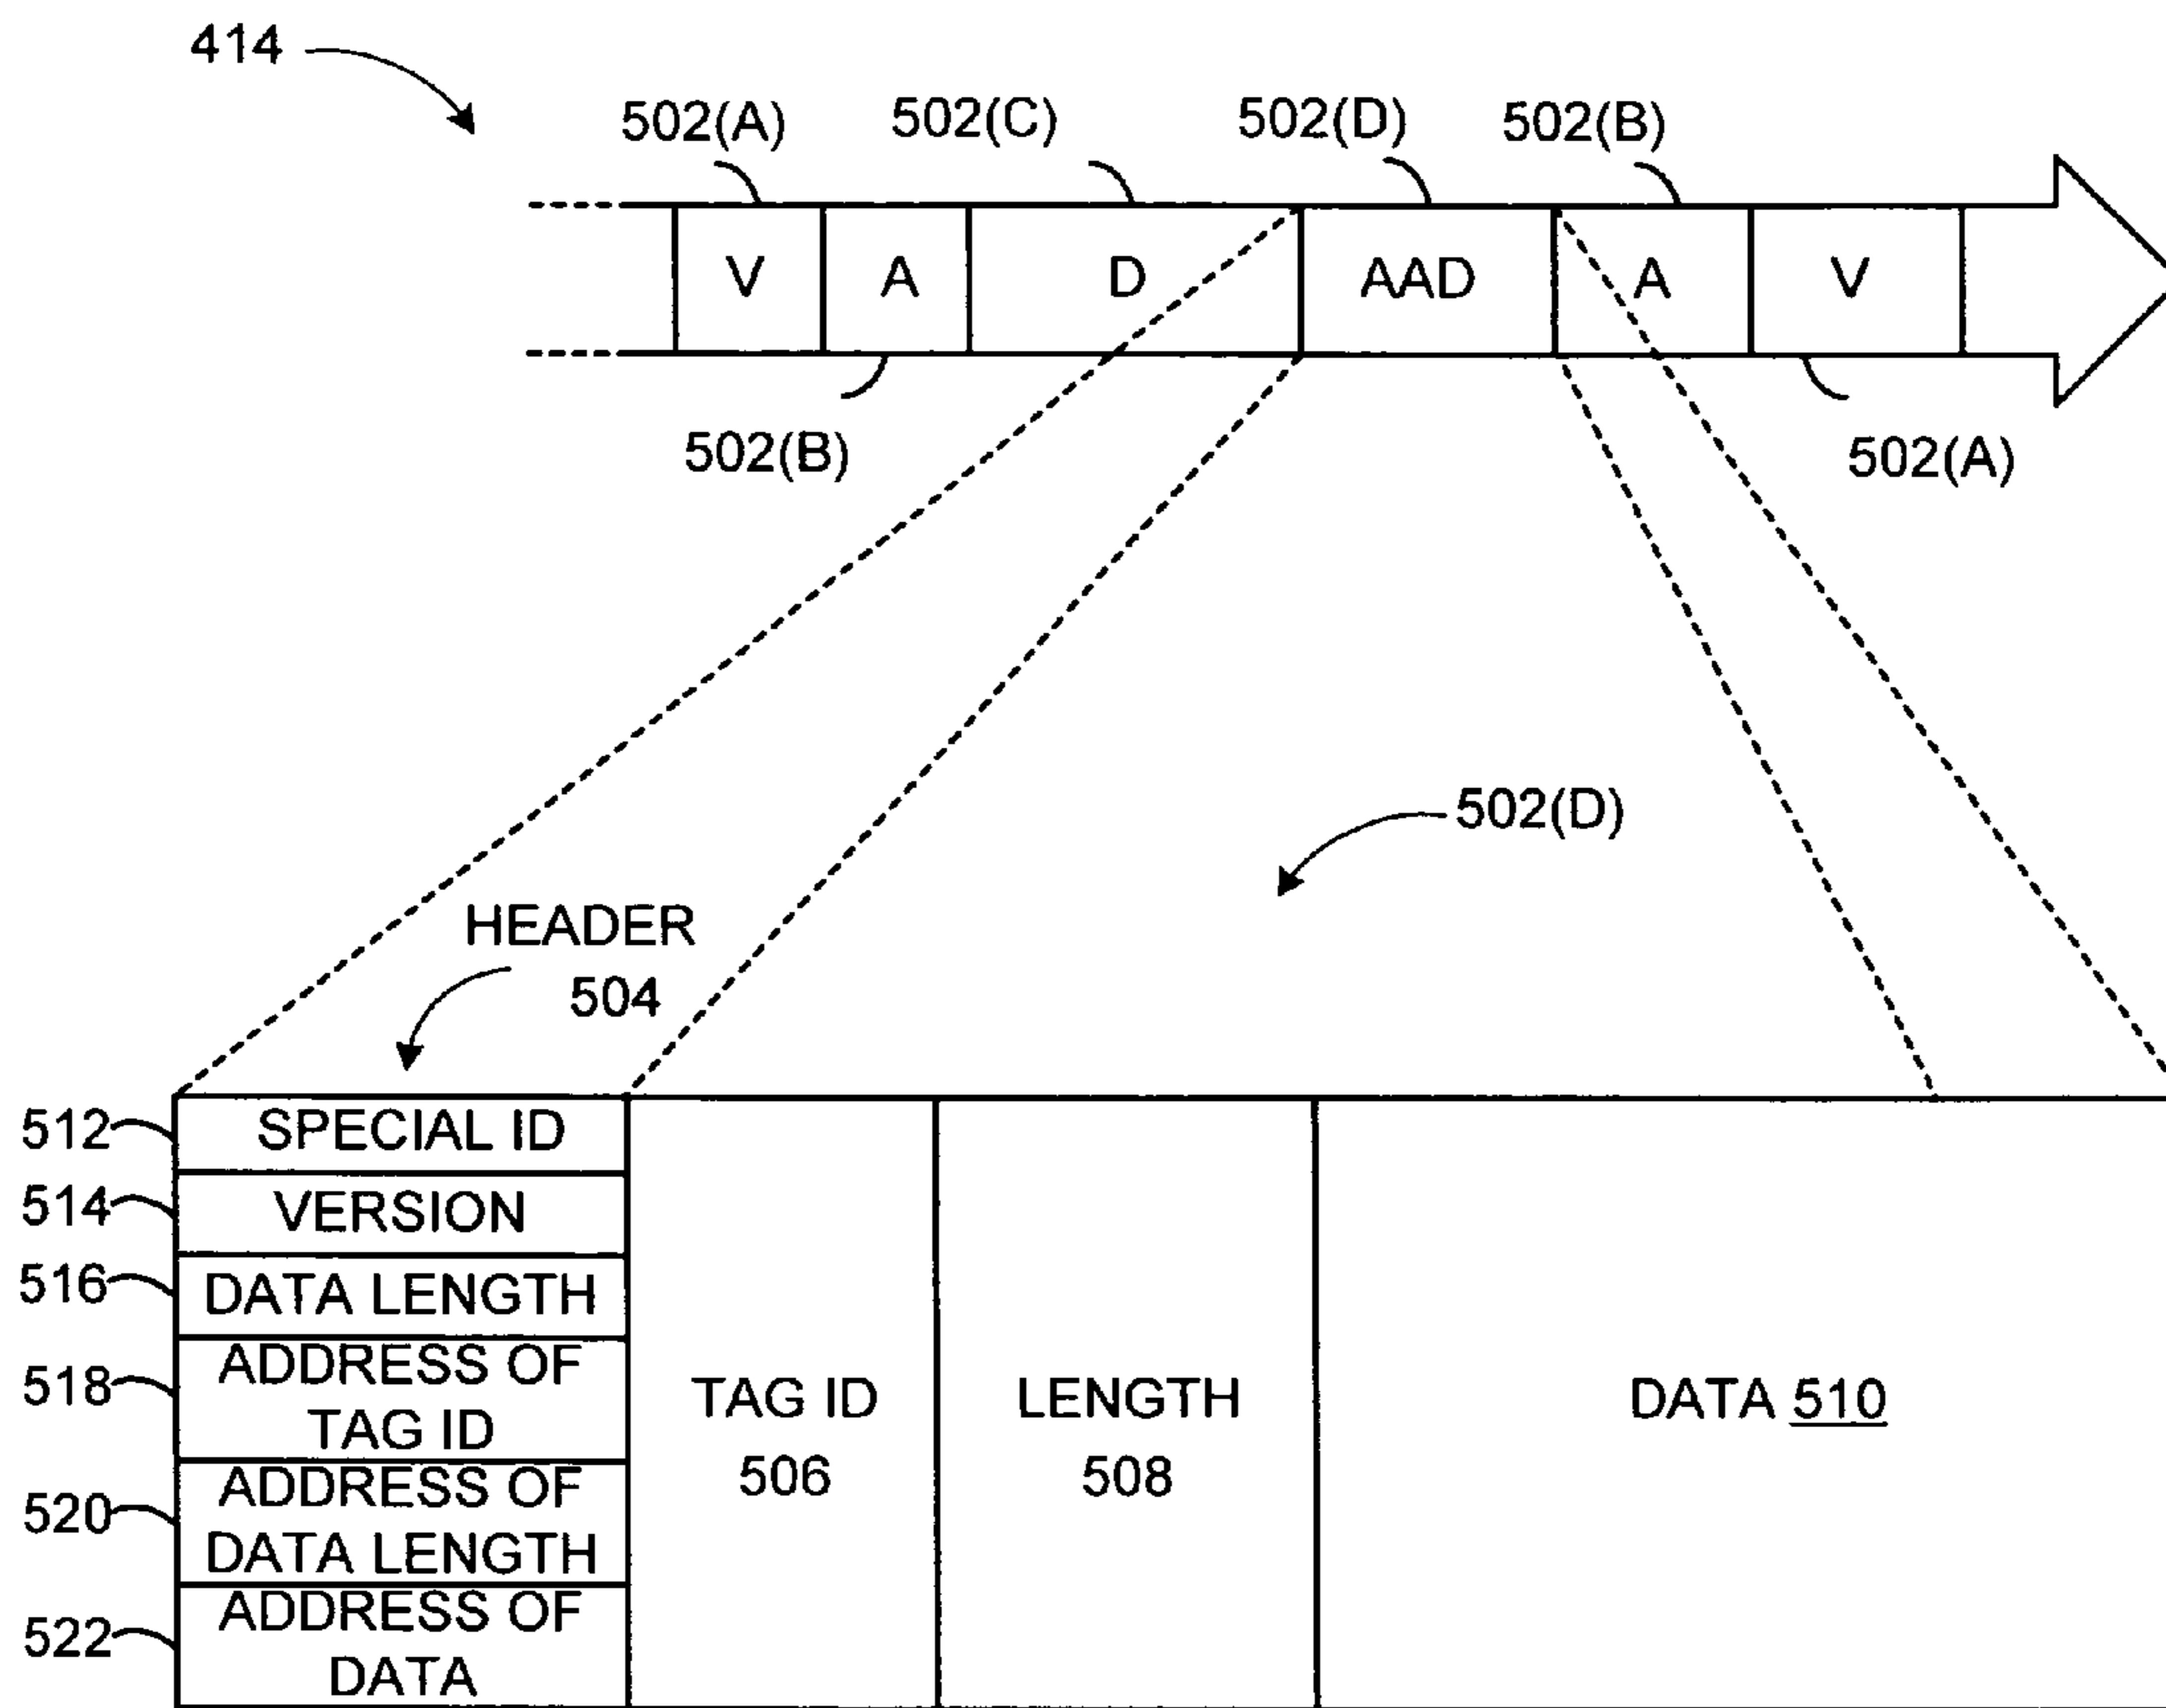 414
502(A) 502(C) 502(D) 502(B)
V A D AAD A V
502(B) 502(A)
502(D)
HEADER
504
512 SPECIAL ID
514 VERSION
516 DATA LENGTH
518 ADDRESS OF
TAG ID
520 ADDRESS OF
DATA LENGTH
522 ADDRESS OF
DATA
TAG ID
506
LENGTH
508
DATA 510